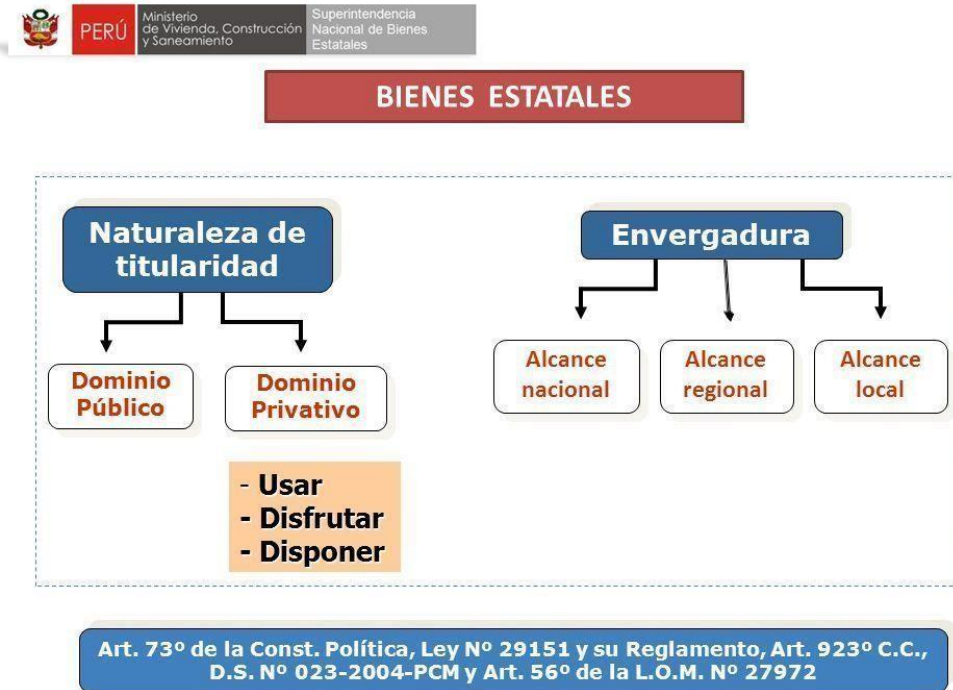 PERÚ
Ministerio
de Vivienda, Construcción
y Saneamiento
Superintendencia
Nacional de Bienes
Estatales
BIENES ESTATALES
Naturaleza de
titularidad
Dominio
Público
Dominio
Privativo
- Usar
- Disfrutar
- Disponer
Envergadura
Alcance
nacional
Alcance
regional
Alcance
local
Art. 73º de la Const. Política, Ley Nº 29151 y su Reglamento, Art. 923º C.C.,
D.S. Nº 023-2004-PCM y Art. 56º de la L.O.M. Nº 27972